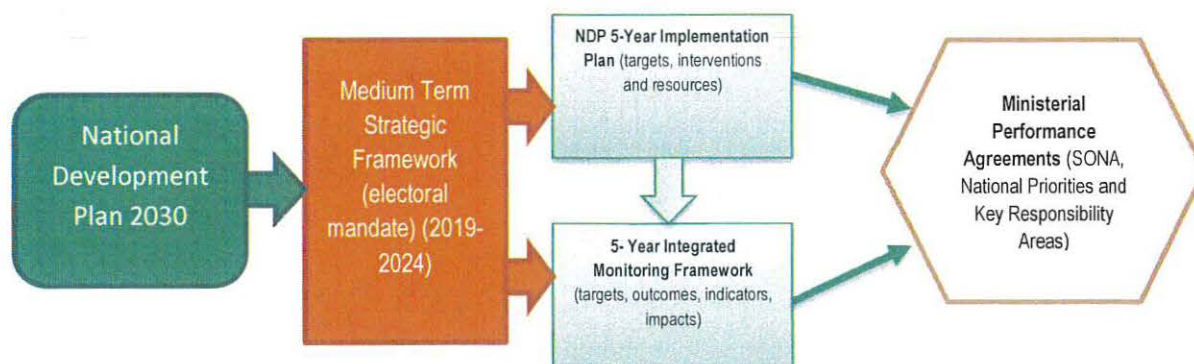 National
Development
Plan 2030
Medium Term
Strategic
Framework
(electoral
mandate) (2019-
2024)
NDP 5-Year Implementation
Plan (targets, interventions
and resources)
5- Year Integrated
Monitoring Framework
(targets, outcomes, indicators,
impacts)
Ministerial
Performance
Agreements (SONA,
National Priorities and
Key Responsibility
Areas)